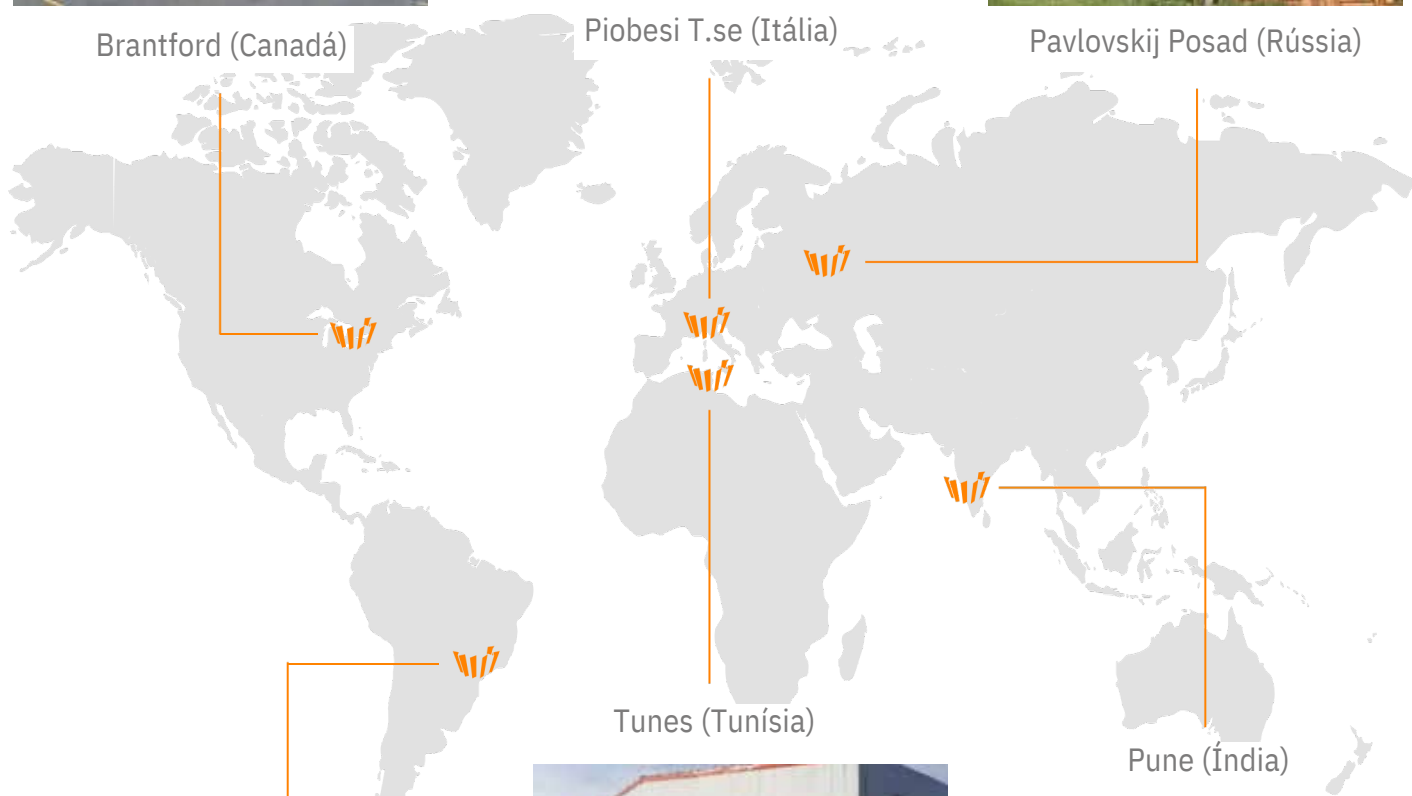 Brantford (Canadá)
Piobesi T.se (Itália)
Pavlovskij Posad (Rússia)
Tunes (Tunísia)
Pune (Índia)